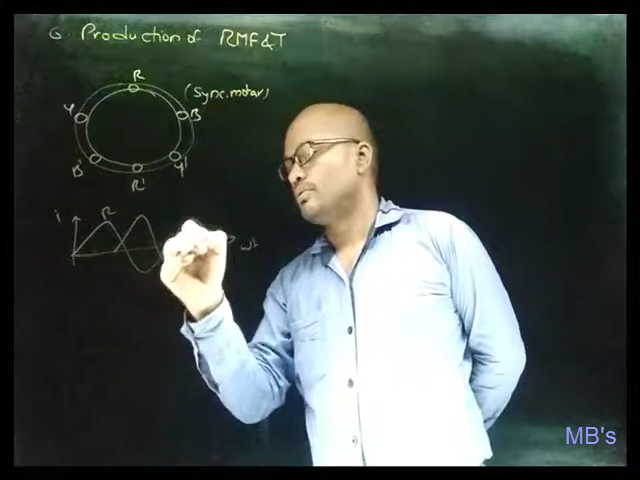 6 Production of RMF & T
R
(Sync. motor)
Y
B
B'
Y'
R'
i
R
ωt
MB's